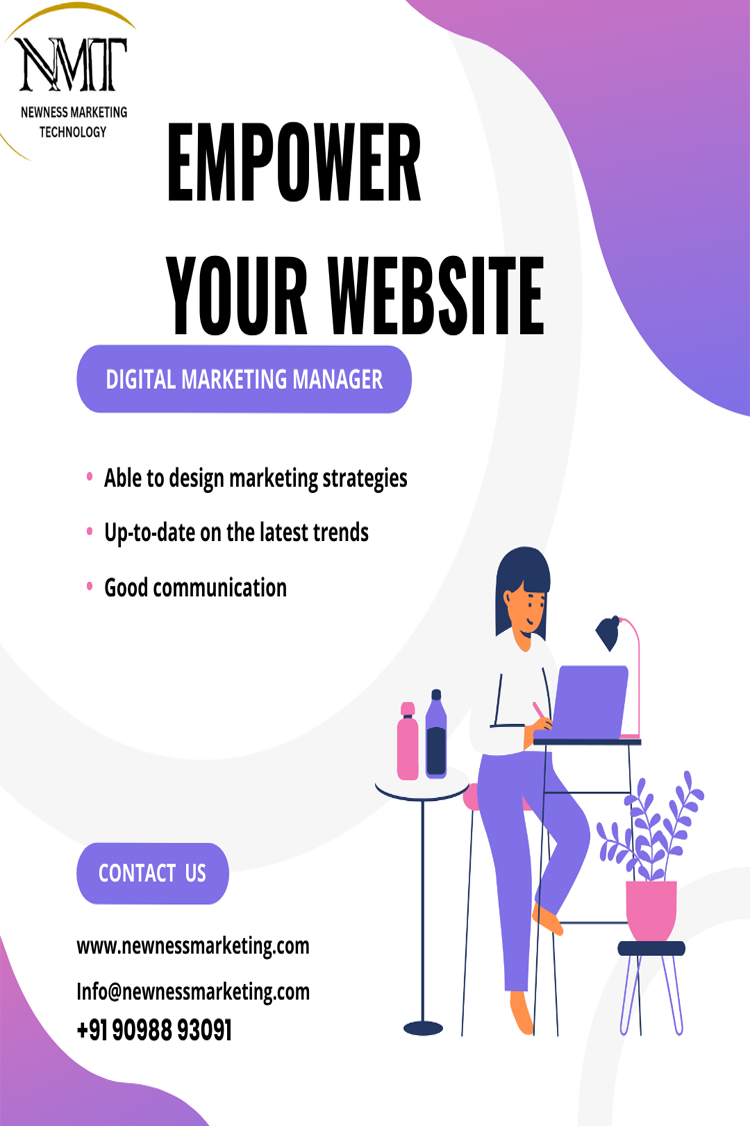 NMT
NEWNESS MARKETING
TECHNOLOGY
EMPOWER
YOUR WEBSITE
DIGITAL MARKETING MANAGER
• Able to design marketing strategies
• Up-to-date on the latest trends
• Good communication
CONTACT US
www.newnessmarketing.com
Info@newnessmarketing.com
+91 90988 93091